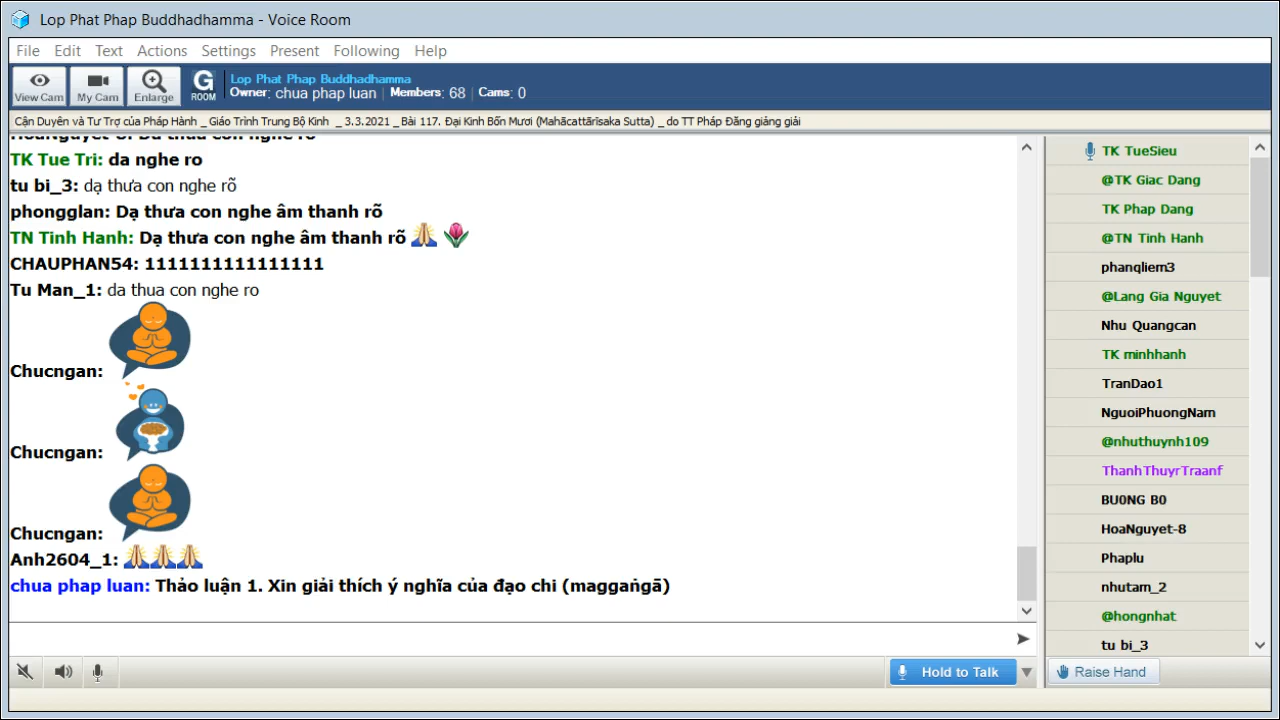 Lop Phat Phap Buddhadhamma - Voice Room
File Edit Text Actions Settings Present Following Help
View Cam My Cam Enlarge G ROOM
Lop Phat Phap Buddhadhamma
Owner: chua phap luan | Members: 68 | Cams: 0
Cận Duyên và Tư Trợ của Pháp Hành _ Giáo Trình Trung Bộ Kinh _ 3.3.2021 _ Bài 117. Đại Kinh Bốn Mươi (Mahācattārīsaka Sutta) _ do TT Pháp Đăng giảng giải
TK Tue Tri: da nghe ro
tu bi_3: dạ thưa con nghe rõ
phongglan: Dạ thưa con nghe âm thanh rõ
TN Tinh Hanh: Dạ thưa con nghe âm thanh rõ
CHAUPHAN54: 1111111111111111
Tu Man_1: da thua con nghe ro
Chucngan:
Chucngan:
Chucngan:
Anh2604_1:
chua phap luan: Thảo luận 1. Xin giải thích ý nghĩa của đạo chi (maggaṅgā)
Hold to Talk
TK TueSieu
@TK Giac Dang
TK Phap Dang
@TN Tinh Hanh
phanqliem3
@Lang Gia Nguyet
Nhu Quangcan
TK minhhanh
TranDao1
NguoiPhuongNam
@nhuthuynh109
ThanhThuyrTraanf
BU0NG B0
HoaNguyet-8
Phaplu
nhutam_2
@hongnhat
tu bi_3
Raise Hand